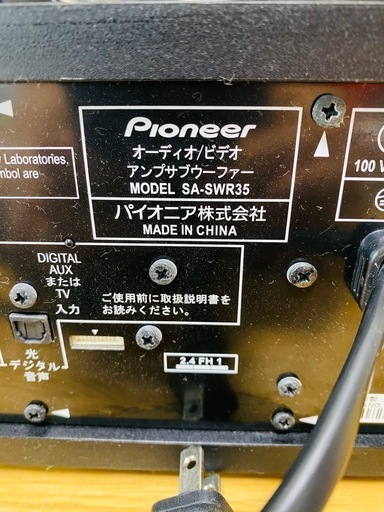 Pioneer
オーディオ/ビデオ
アンプサブウーファー
MODEL SA-SWR35
パイオニア株式会社
MADE IN CHINA
Laboratories,
mbol are
100 V
DIGITAL
AUX
または
TV
入力
ご使用前に取扱説明書を
お読みください。
光
デジタル
音声
2.4 FH 1